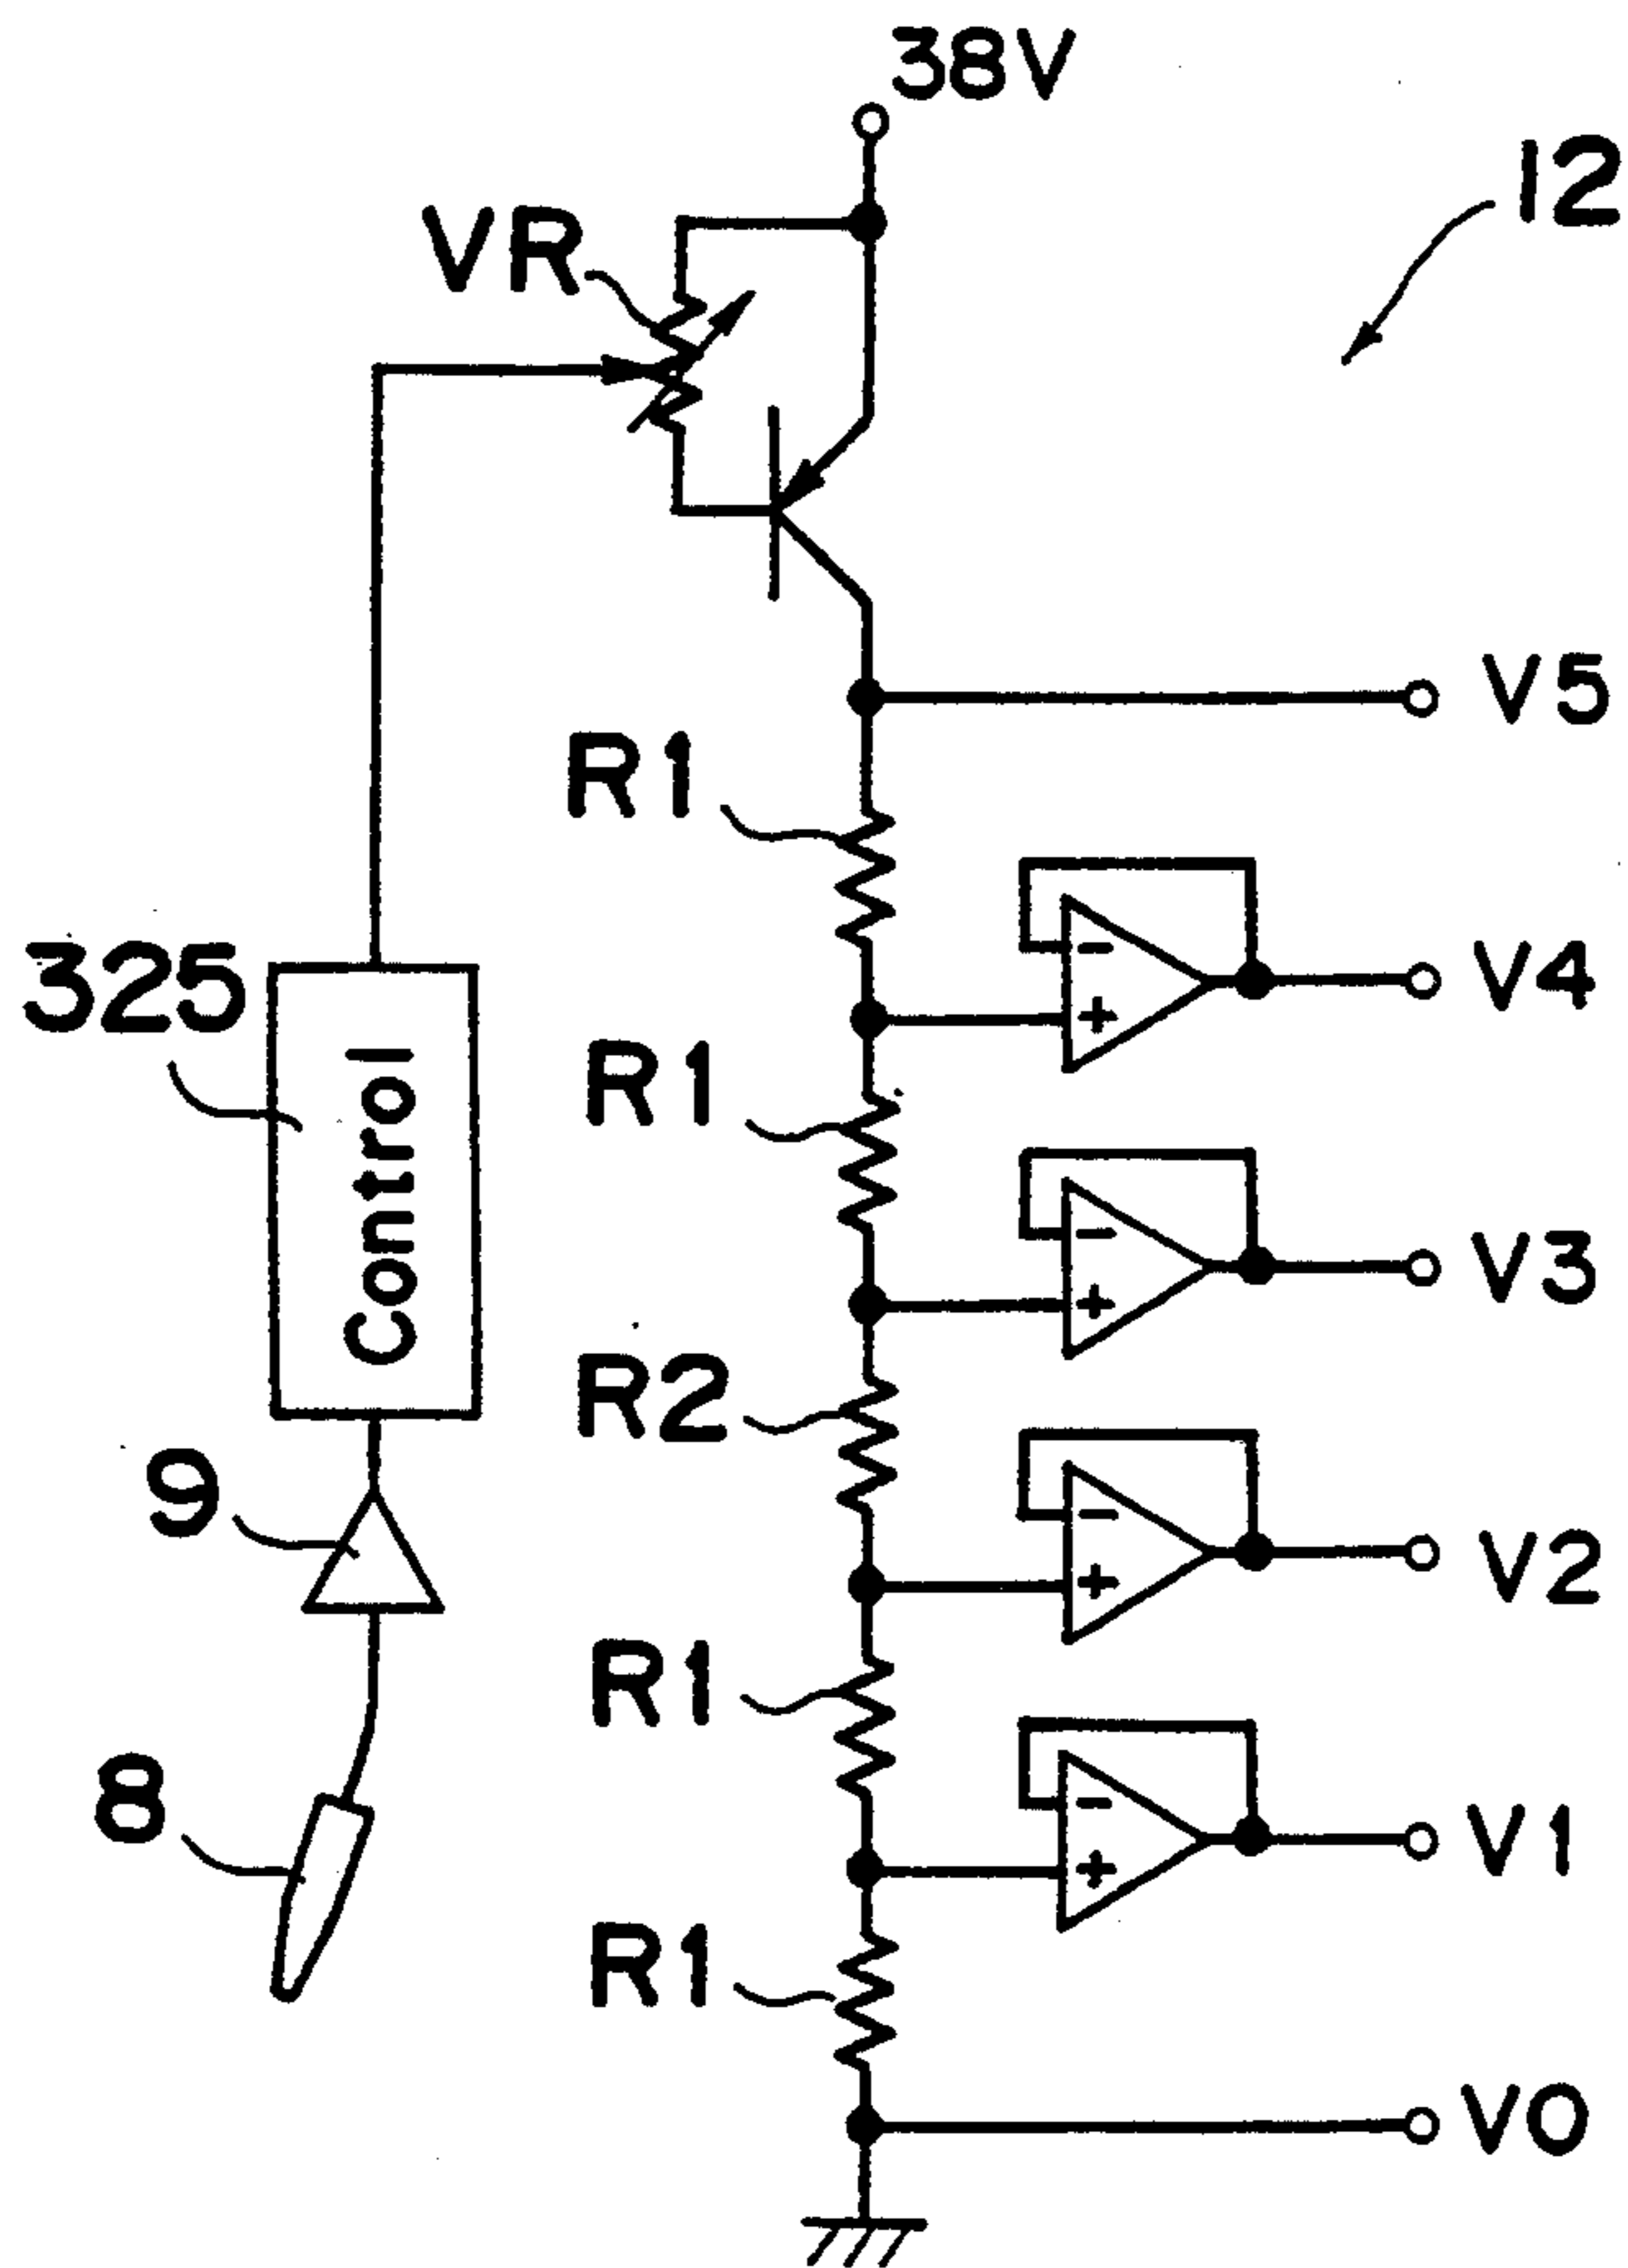 38V
12
VR
V5
R1
325
V4
Control
R1
-
+
V3
-
+
R2
9
V2
-
+
R1
8
V1
-
+
R1
V0